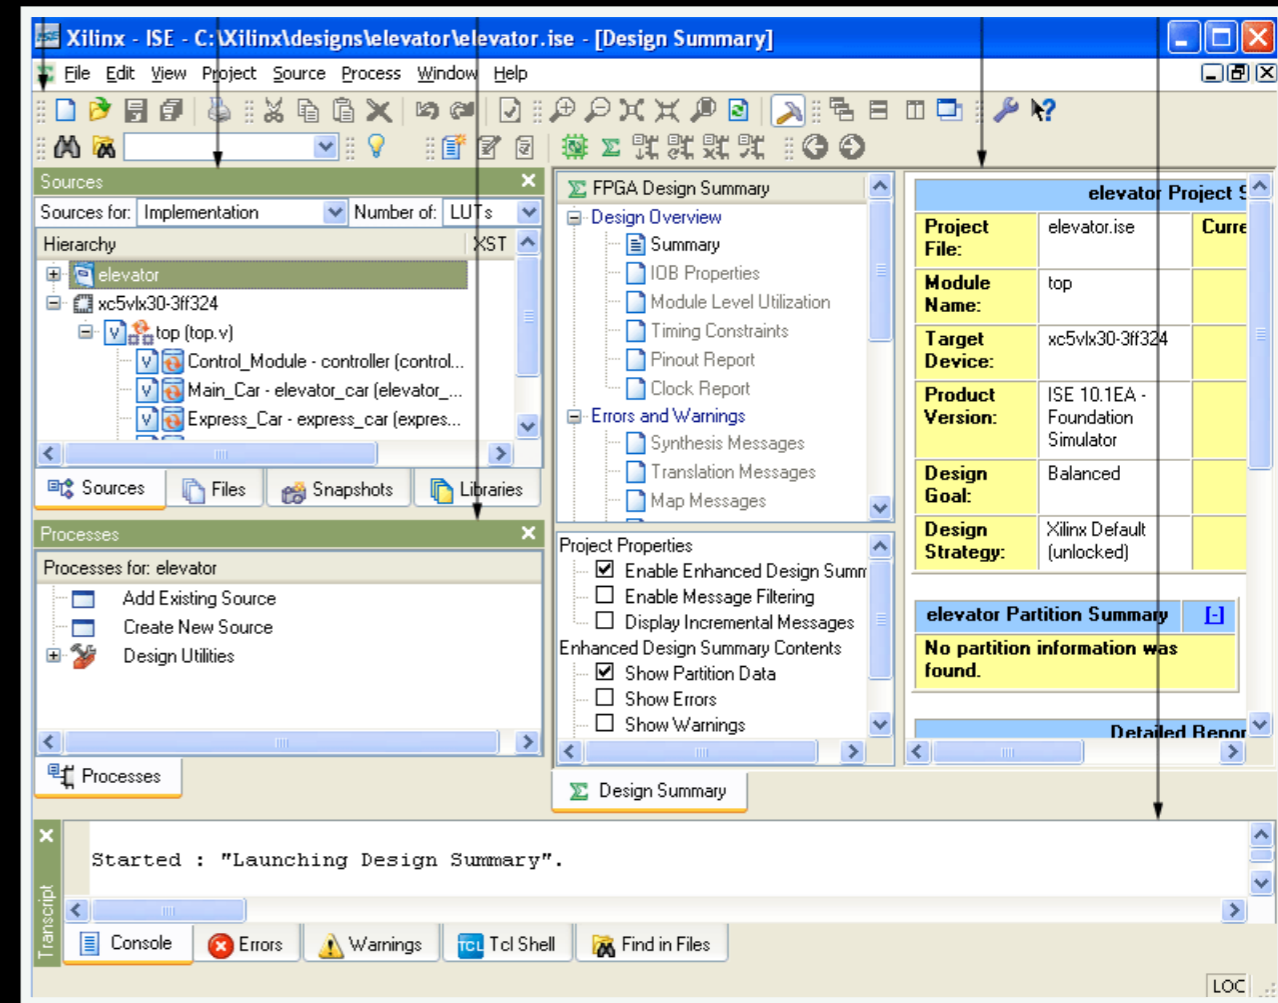 Xilinx - ISE - C:\Xilinx\designs\elevator\elevator.ise - [Design Summary]
File Edit View Project Source Process Window Help
Sources
Sources for: Implementation Number of: LUTs
Hierarchy XST
elevator
xc5vlx30-3ff324
top (top.v)
Control_Module - controller (control...
Main_Car - elevator_car (elevator_...
Express_Car - express_car (expres...
Sources Files Snapshots Libraries
Processes
Processes for: elevator
Add Existing Source
Create New Source
Design Utilities
Processes
FPGA Design Summary
Design Overview
Summary
IOB Properties
Module Level Utilization
Timing Constraints
Pinout Report
Clock Report
Errors and Warnings
Synthesis Messages
Translation Messages
Map Messages
Project Properties
Enable Enhanced Design Summ
Enable Message Filtering
Display Incremental Messages
Enhanced Design Summary Contents
Show Partition Data
Show Errors
Show Warnings
Design Summary
elevator Project S
Project File: elevator.ise Curre
Module Name: top
Target Device: xc5vlx30-3ff324
Product Version: ISE 10.1EA - Foundation Simulator
Design Goal: Balanced
Design Strategy: Xilinx Default (unlocked)
elevator Partition Summary [-]
No partition information was
found.
Detailed Repor
Transcript
Started : "Launching Design Summary".
Console Errors Warnings TCL Tcl Shell Find in Files
LOC